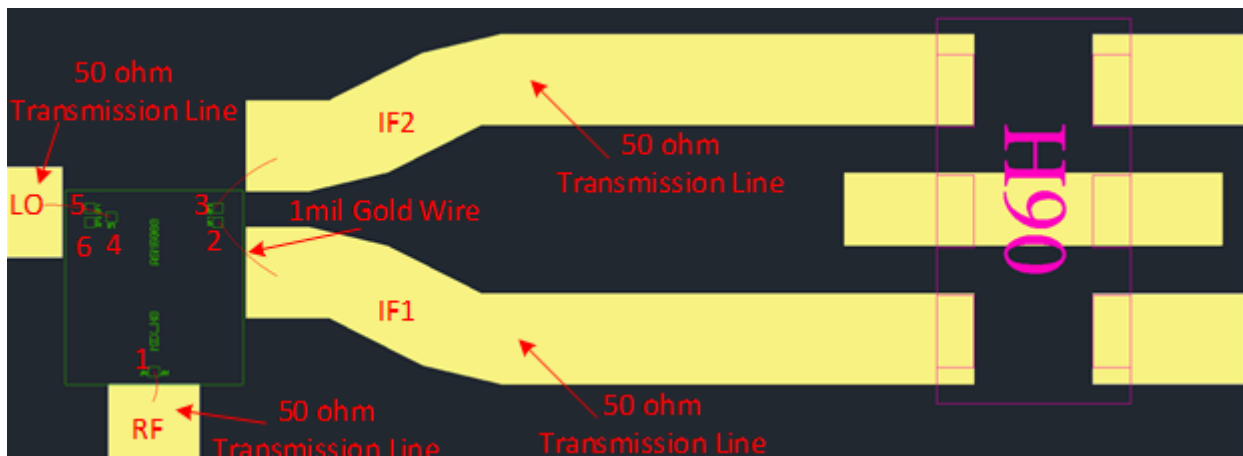 50 ohm
Transmission Line
LO
5
6
4
3
2
1
RF
50 ohm
Transmission Line
IF2
50 ohm
Transmission Line
1mil Gold Wire
IF1
50 ohm
Transmission Line
H90